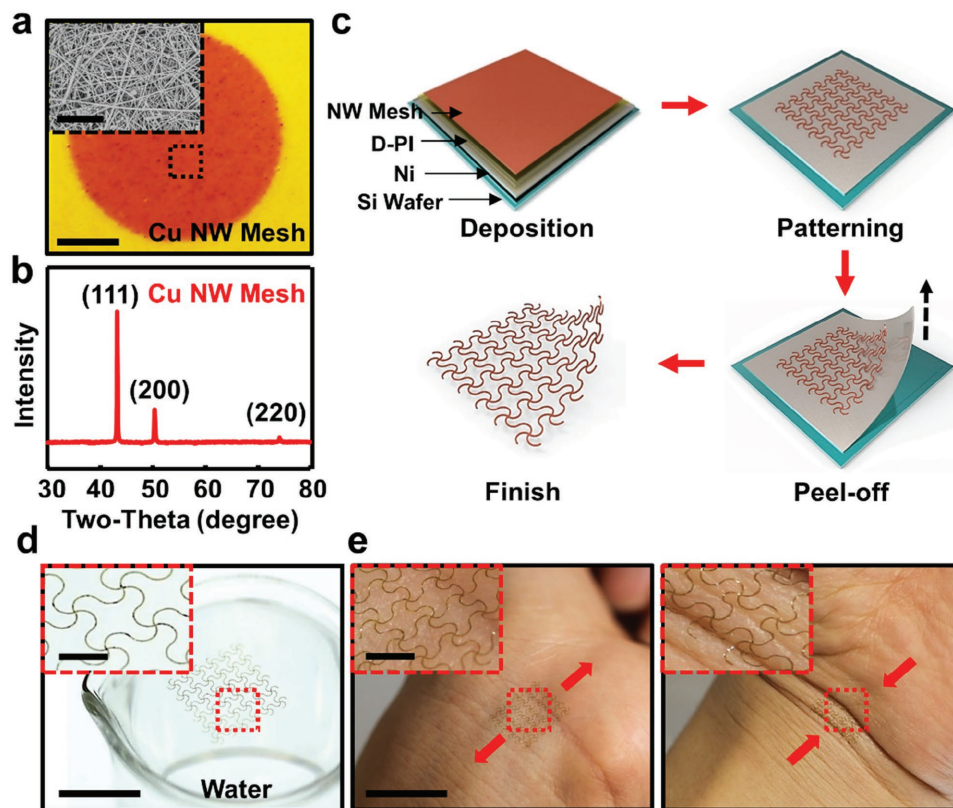 a
Cu NW Mesh
b
(111)
Cu NW Mesh
(200)
(220)
Intensity
30 40 50 60 70 80
Two-Theta (degree)
c
NW Mesh
D-PI
Ni
Si Wafer
Deposition
Patterning
Peel-off
Finish
d
Water
e